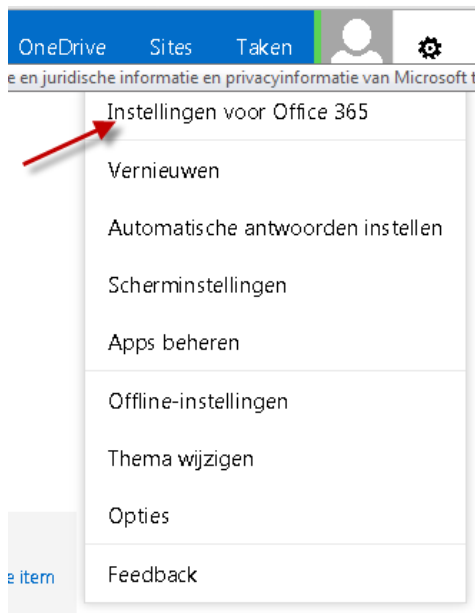 OneDrive Sites Taken
e en juridische informatie en privacyinformatie van Microsoft t
Instellingen voor Office 365
Vernieuwen
Automatische antwoorden instellen
Scherminstellingen
Apps beheren
Offline-instellingen
Thema wijzigen
Opties
e item
Feedback